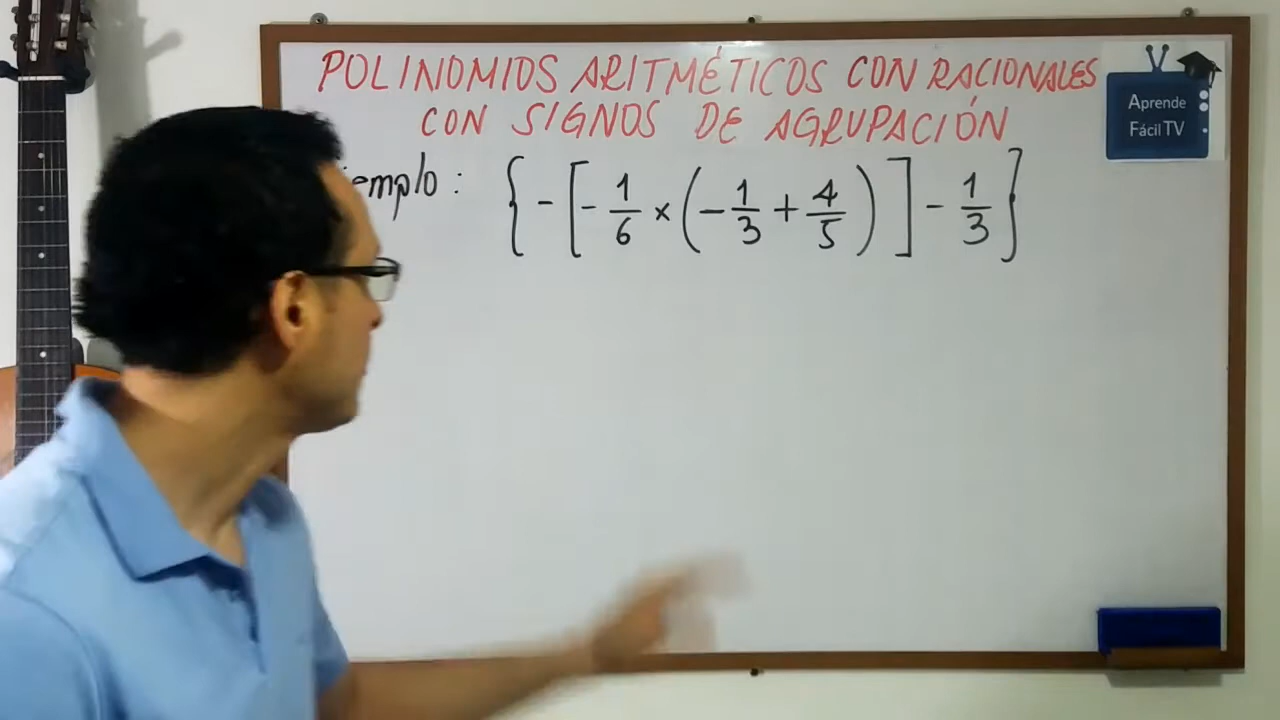 POLINOMIOS ARITMÉTICOS CON RACIONALES
CON SIGNOS DE AGRUPACIÓN
Aprende
Fácil TV
emplo : { - [ - 1/6 × ( - 1/3 + 4/5 ) ] - 1/3 }